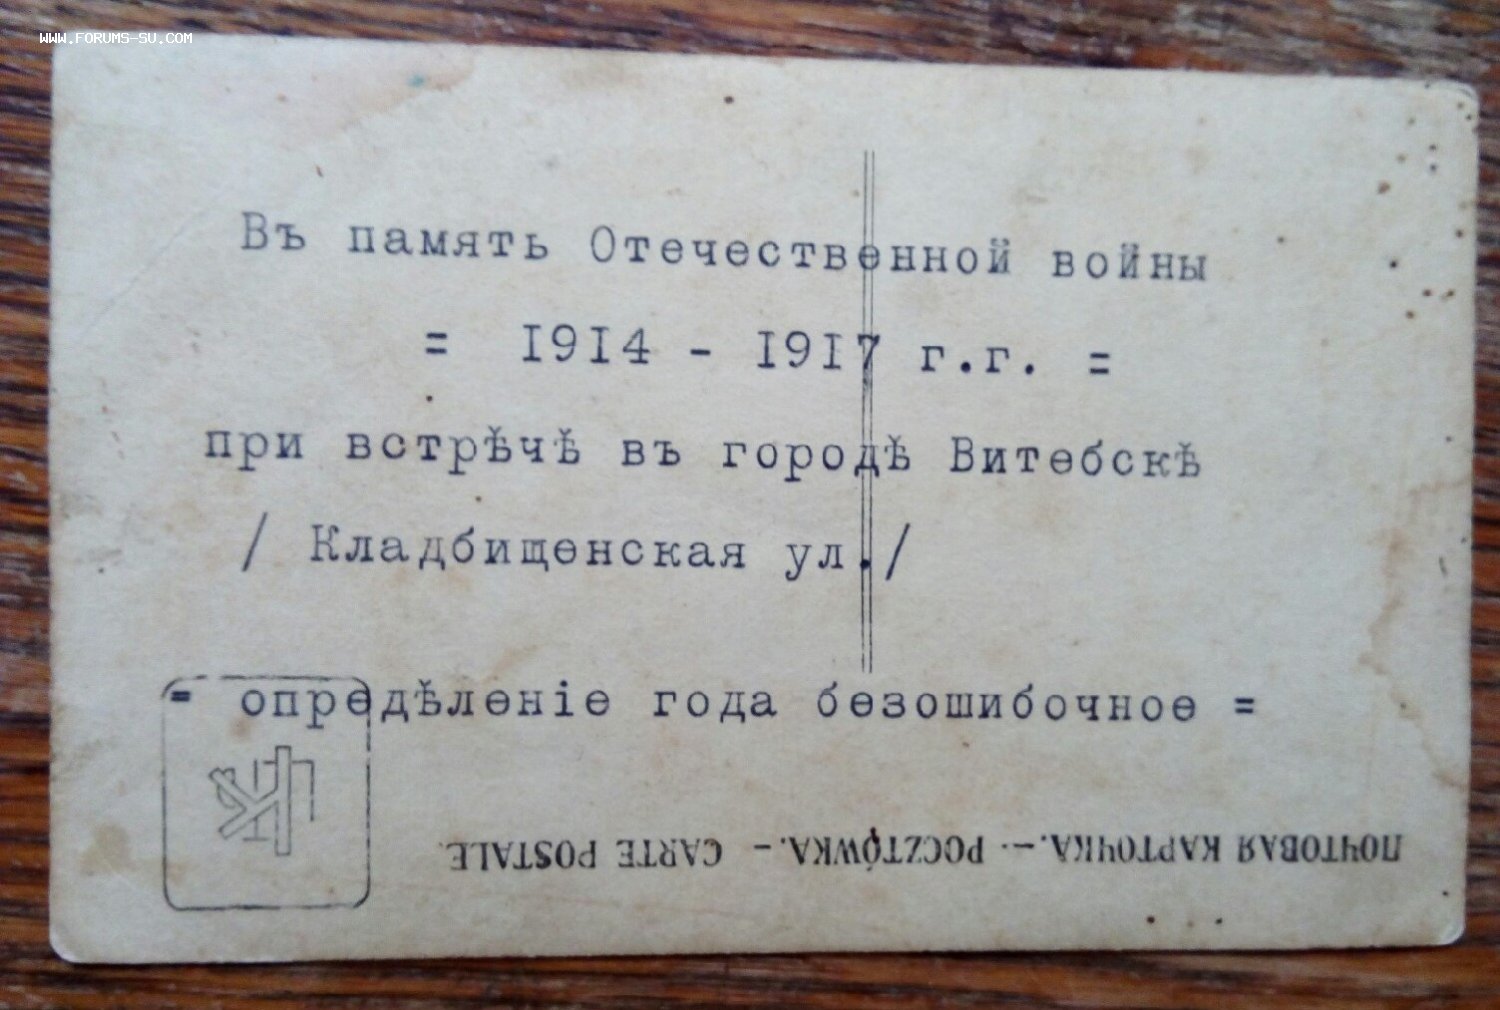 WWW.FORUMS-SU.COM
Въ память Отечественной войны
= 1914 - 1917 г.г. =
при встрѣчѣ въ городѣ Витебскѣ
/ Кладбищенская ул./
= опредѣленіе года безошибочное =
ПОЧТОВАЯ КАРТОЧКА.—. POCZTÓWKA. – CARTE POSTALE.